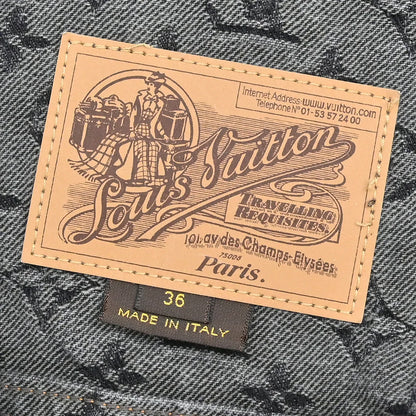 Internet Address: www.vuitton.com
Telephone Nº 01-53 57 24 00
Louis Vuitton
TRAVELLING
REQUISITES.
101, av des Champs-Elysées
75008
Paris.
36
MADE IN ITALY